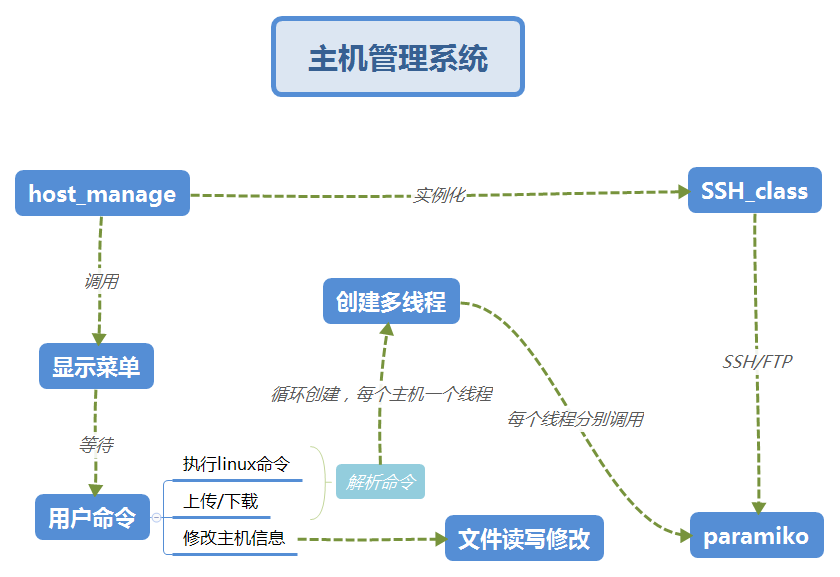 主机管理系统
host_manage
实例化
SSH_class
调用
创建多线程
显示菜单
SSH/FTP
循环创建，每个主机一个线程
每个线程分别调用
等待
执行linux命令
解析命令
上传/下载
用户命令
修改主机信息
文件读写修改
paramiko